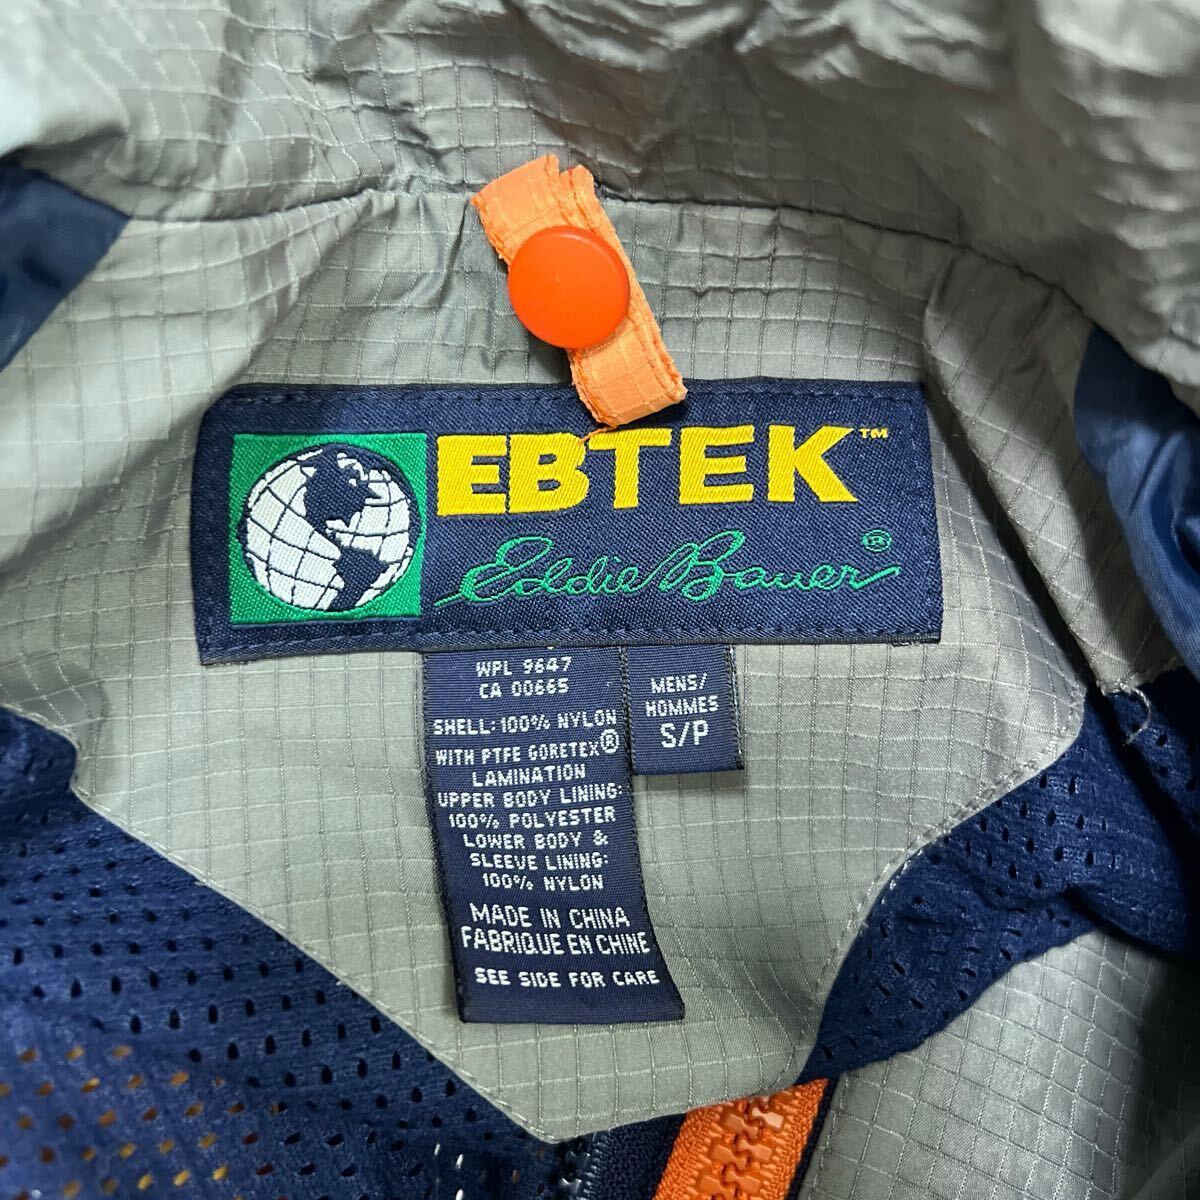 EBTEK™
Eddie Bauer®
WPL 9647
CA 00665
SHELL: 100% NYLON
WITH PTFE GORETEX®
LAMINATION
UPPER BODY LINING:
100% POLYESTER
LOWER BODY &
SLEEVE LINING:
100% NYLON
MADE IN CHINA
FABRIQUE EN CHINE
SEE SIDE FOR CARE
MENS/
HOMMES
S/P